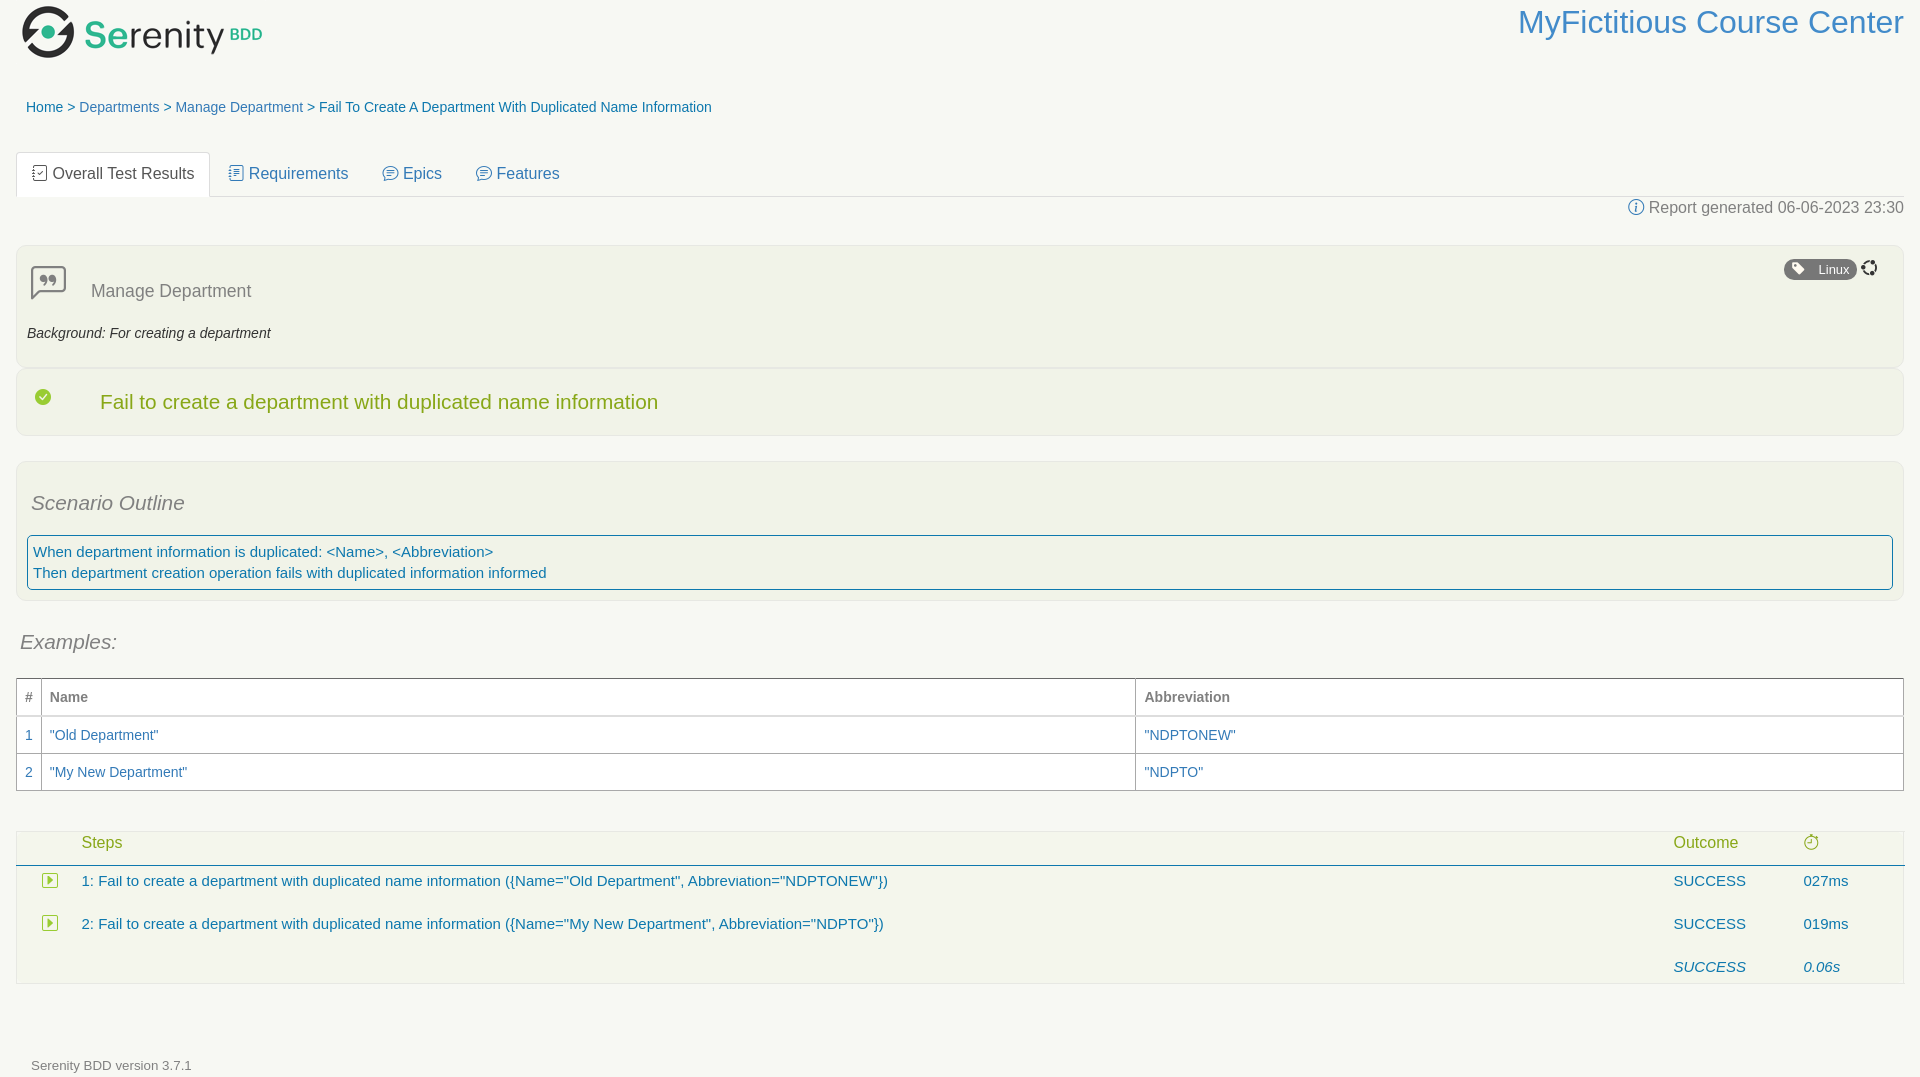 Serenity BDD
MyFictitious Course Center
Home > Departments > Manage Department > Fail To Create A Department With Duplicated Name Information
Overall Test Results
Requirements
Epics
Features
Report generated 06-06-2023 23:30
Manage Department
Linux
Background: For creating a department
Fail to create a department with duplicated name information
Scenario Outline
When department information is duplicated: <Name>, <Abbreviation>
Then department creation operation fails with duplicated information informed
Examples:
# Name Abbreviation
1 "Old Department" "NDPTONEW"
2 "My New Department" "NDPTO"
Steps Outcome
1: Fail to create a department with duplicated name information ({Name="Old Department", Abbreviation="NDPTONEW"}) SUCCESS 027ms
2: Fail to create a department with duplicated name information ({Name="My New Department", Abbreviation="NDPTO"}) SUCCESS 019ms
SUCCESS 0.06s
Serenity BDD version 3.7.1